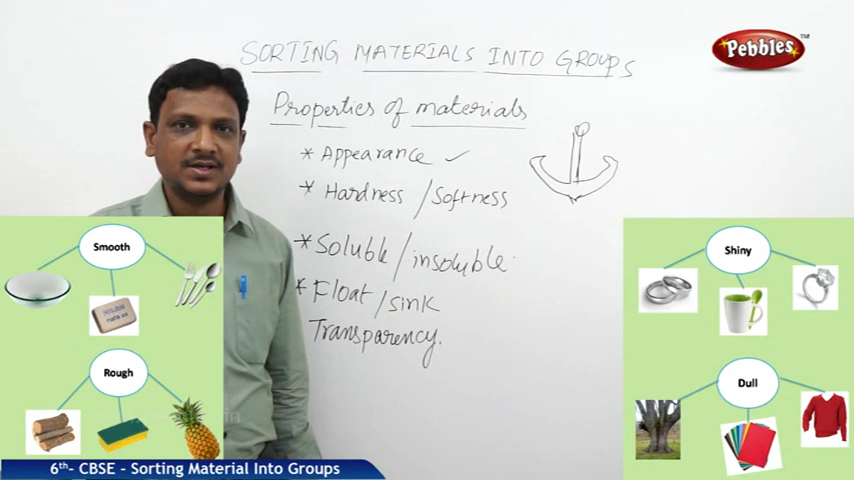 SORTING MATERIALS INTO GROUPS
Pebbles™
Properties of materials
* Appearance ✓
* Hardness / Softness
* Soluble / insoluble
* Float / sink
Transparency.
Smooth
Rough
Shiny
Dull
6th- CBSE - Sorting Material Into Groups